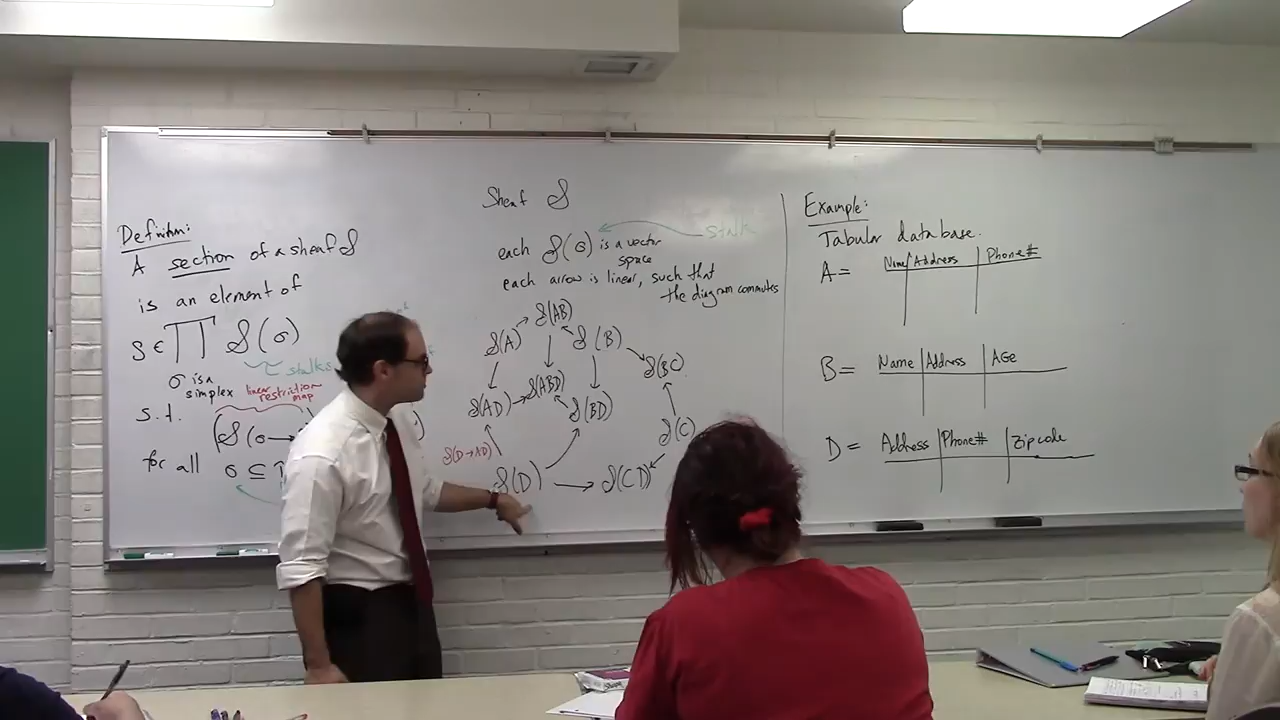 Definition:
A section of a sheaf S
is an element of
s ∈ ∏ S(σ)
stalks
σ is a
simplex
linear
restriction
map
s.t.
(S(σ →
for all σ ⊆
Sheaf S
each S(σ) is a vector
space
stalk
each arrow is linear, such that
the diagram commutes
S(AB)
S(A) S(B)
S(BC)
S(ABD)
S(AD) S(BD)
S(C)
S(D→AD)
S(D) S(CD)
Example:
Tabular database.
A = Name Address Phone#
B = Name Address Age
D = Address Phone# Zipcode